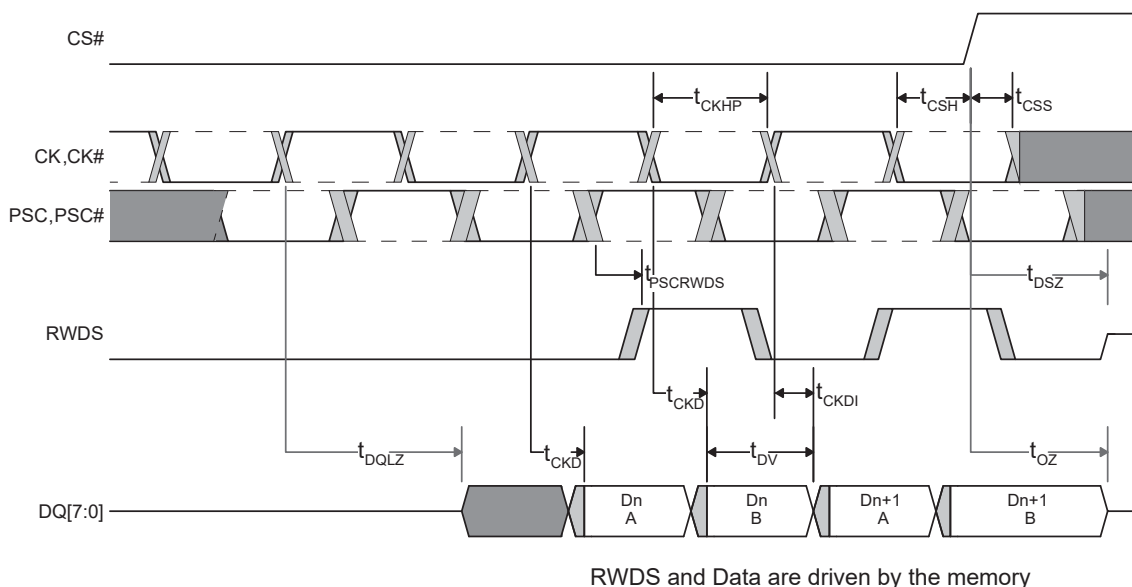 CS#
tCKHP
tCSH
tCSS
CK,CK#
PSC,PSC#
tPSCRWDS
tDSZ
RWDS
tCKD
tCKDI
tDQLZ
tCKD
tDV
tOZ
DQ[7:0]
Dn
A
Dn
B
Dn+1
A
Dn+1
B
RWDS and Data are driven by the memory